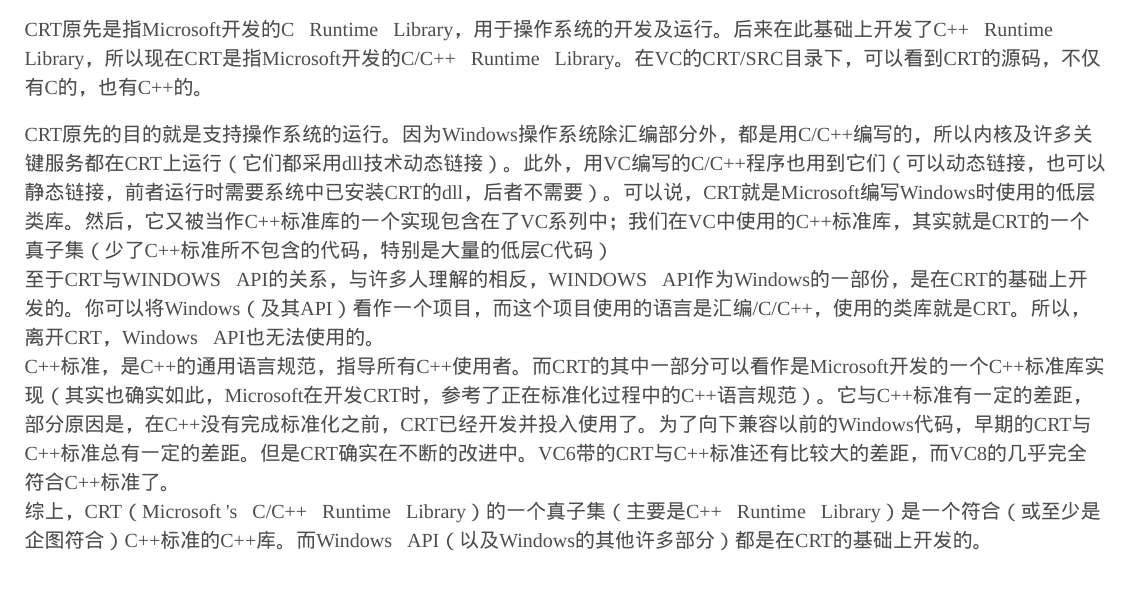 CRT原先是指Microsoft开发的C Runtime Library，用于操作系统的开发及运行。后来在此基础上开发了C++ Runtime
Library，所以现在CRT是指Microsoft开发的C/C++ Runtime Library。在VC的CRT/SRC目录下，可以看到CRT的源码，不仅
有C的，也有C++的。
CRT原先的目的就是支持操作系统的运行。因为Windows操作系统除汇编部分外，都是用C/C++编写的，所以内核及许多关
键服务都在CRT上运行（它们都采用dll技术动态链接）。此外，用VC编写的C/C++程序也用到它们（可以动态链接，也可以
静态链接，前者运行时需要系统中已安装CRT的dll，后者不需要）。可以说，CRT就是Microsoft编写Windows时使用的低层
类库。然后，它又被当作C++标准库的一个实现包含在了VC系列中；我们在VC中使用的C++标准库，其实就是CRT的一个
真子集（少了C++标准所不包含的代码，特别是大量的低层C代码）
至于CRT与WINDOWS API的关系，与许多人理解的相反，WINDOWS API作为Windows的一部份，是在CRT的基础上开
发的。你可以将Windows（及其API）看作一个项目，而这个项目使用的语言是汇编/C/C++，使用的类库就是CRT。所以，
离开CRT，Windows API也无法使用的。
C++标准，是C++的通用语言规范，指导所有C++使用者。而CRT的其中一部分可以看作是Microsoft开发的一个C++标准库实
现（其实也确实如此，Microsoft在开发CRT时，参考了正在标准化过程中的C++语言规范）。它与C++标准有一定的差距，
部分原因是，在C++没有完成标准化之前，CRT已经开发并投入使用了。为了向下兼容以前的Windows代码，早期的CRT与
C++标准总有一定的差距。但是CRT确实在不断的改进中。VC6带的CRT与C++标准还有比较大的差距，而VC8的几乎完全
符合C++标准了。
综上，CRT（Microsoft 's C/C++ Runtime Library）的一个真子集（主要是C++ Runtime Library）是一个符合（或至少是
企图符合）C++标准的C++库。而Windows API（以及Windows的其他许多部分）都是在CRT的基础上开发的。